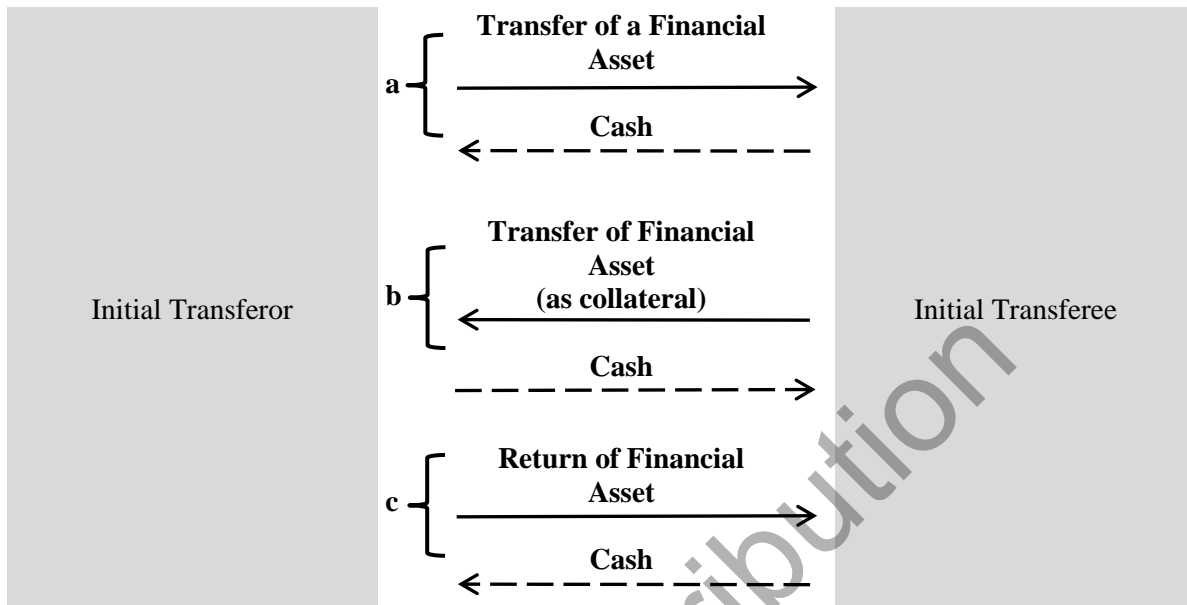 Transfer of a Financial
Asset
a
Cash
Transfer of Financial
Asset
(as collateral)
b
Initial Transferor
Initial Transferee
Cash
Return of Financial
Asset
c
Cash
ribution